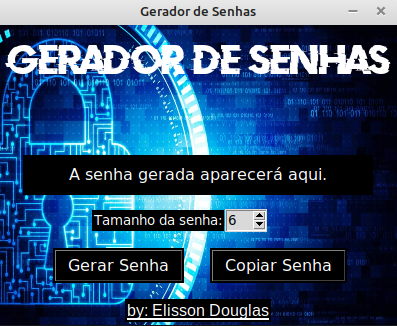 Gerador de Senhas
GERADOR DE SENHAS
A senha gerada aparecerá aqui.
Tamanho da senha: 6
Gerar Senha
Copiar Senha
by: Elisson Douglas